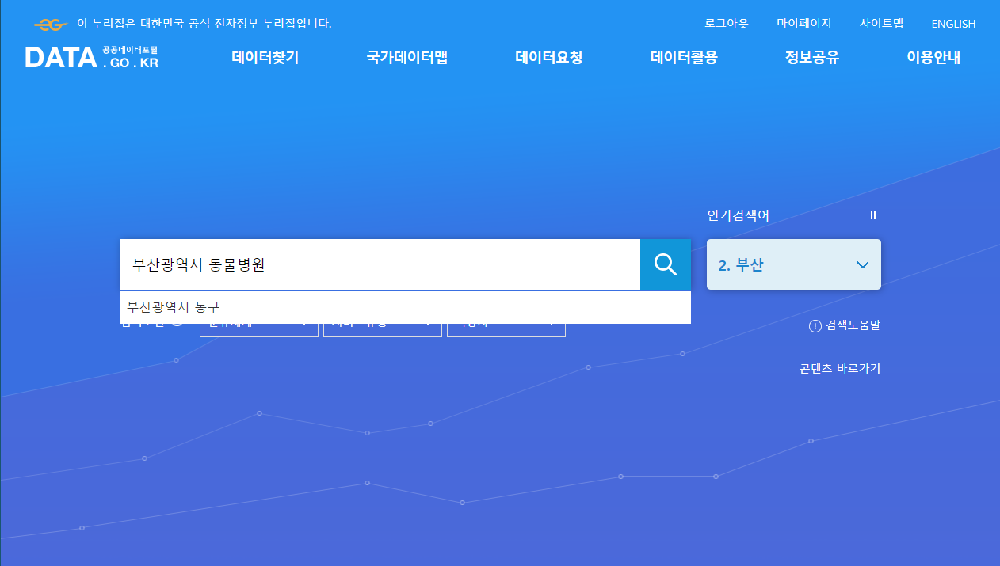 이 누리집은 대한민국 공식 전자정부 누리집입니다.
로그아웃 마이페이지 사이트맵 ENGLISH
DATA 공공데이터포털 .GO.KR
데이터찾기 국가데이터맵 데이터요청 데이터활용 정보공유 이용안내
인기검색어
부산광역시 동물병원
2. 부산
부산광역시 동구
검색도움말
콘텐츠 바로가기